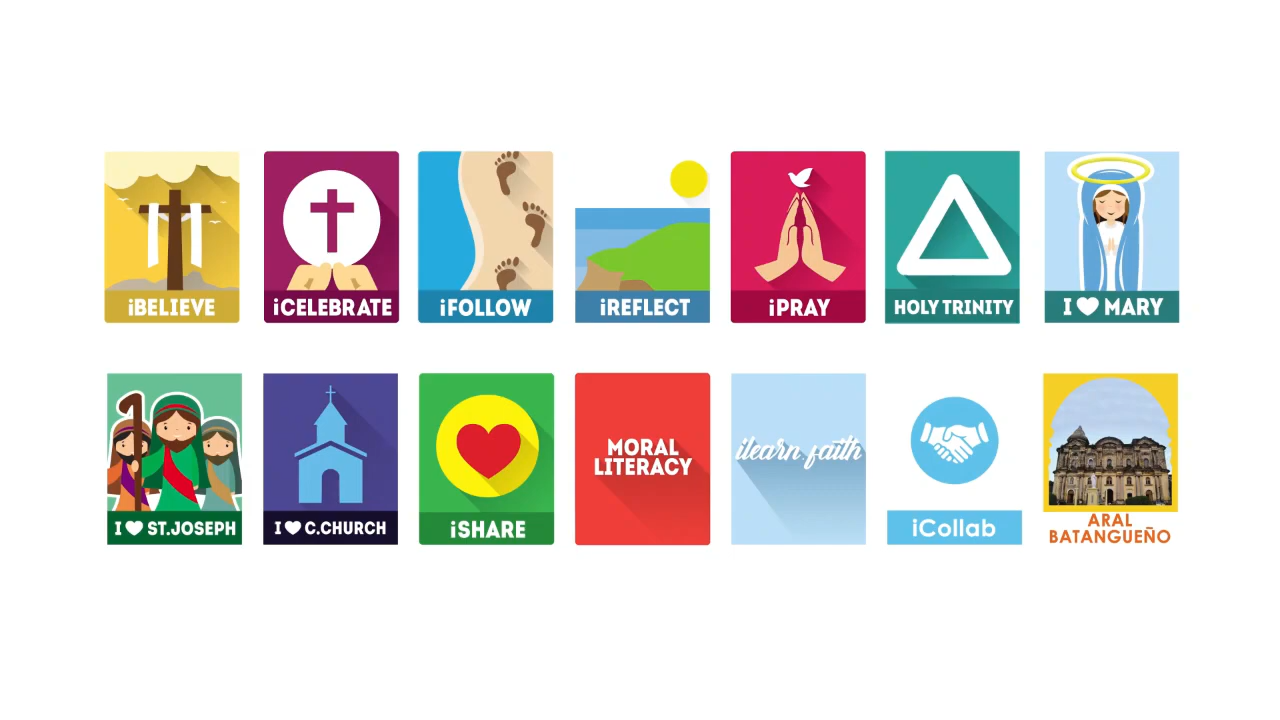 iBELIEVE
iCELEBRATE
iFOLLOW
iREFLECT
iPRAY
HOLY TRINITY
I ♥ MARY
I ♥ ST.JOSEPH
I ♥ C.CHURCH
iSHARE
MORAL
LITERACY
ilearn.faith
iCollab
ARAL
BATANGUEÑO